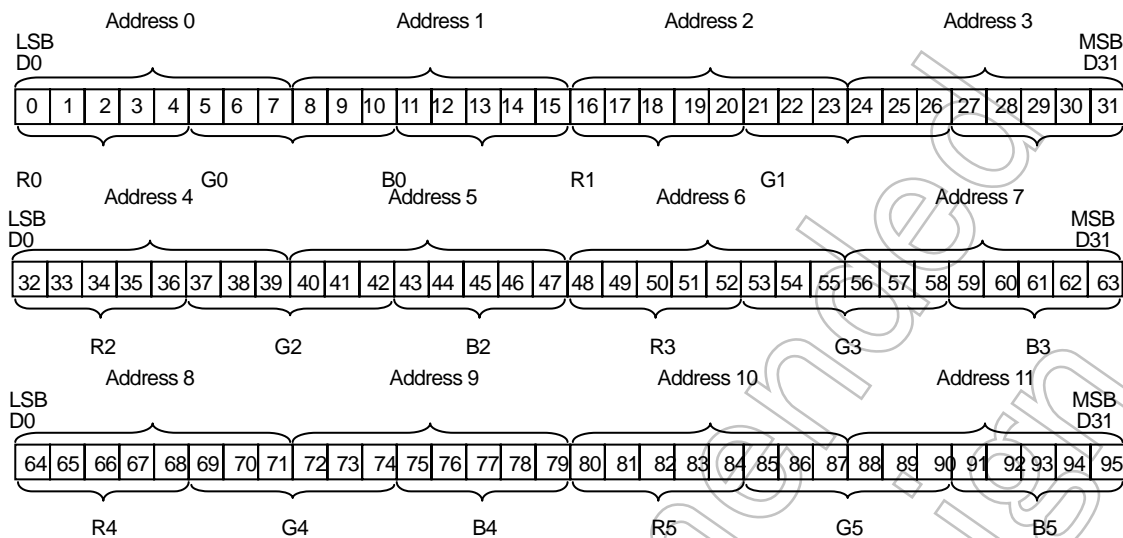 Address 0 Address 1 Address 2 Address 3
LSB MSB
D0 D31
0 1 2 3 4 5 6 7 8 9 10 11 12 13 14 15 16 17 18 19 20 21 22 23 24 25 26 27 28 29 30 31
R0 G0 B0 R1 G1
Address 4 Address 5 Address 6 Address 7
LSB MSB
D0 D31
32 33 34 35 36 37 38 39 40 41 42 43 44 45 46 47 48 49 50 51 52 53 54 55 56 57 58 59 60 61 62 63
R2 G2 B2 R3 G3 B3
Address 8 Address 9 Address 10 Address 11
LSB MSB
D0 D31
64 65 66 67 68 69 70 71 72 73 74 75 76 77 78 79 80 81 82 83 84 85 86 87 88 89 90 91 92 93 94 95
R4 G4 B4 R5 G5 B5